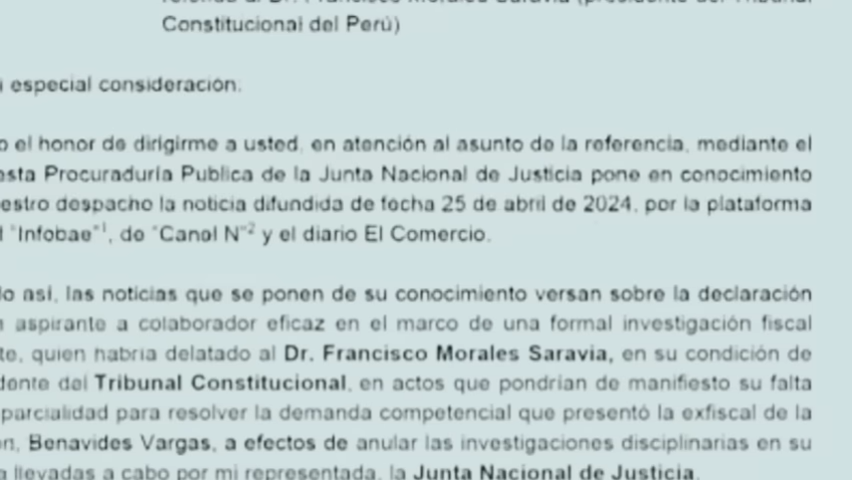 Constitucional del Perú)
especial consideración:
el honor de dirigirme a usted, en atención al asunto de la referencia, mediante el
Procuraduría Publica de la Junta Nacional de Justicia pone en conocimiento
despacho la noticia difundida de fecha 25 de abril de 2024, por la plataforma
"Infobae"¹, de "Canal N"² y el diario El Comercio.
así, las noticias que se ponen de su conocimiento versan sobre la declaración
aspirante a colaborador eficaz en el marco de una formal investigación fiscal
quien habría delatado al Dr. Francisco Morales Saravia, en su condición de
del Tribunal Constitucional, en actos que pondrían de manifiesto su falta
parcialidad para resolver la demanda competencial que presentó la exfiscal de la
Benavides Vargas, a efectos de anular las investigaciones disciplinarias en su
llevadas a cabo por mi representada, la Junta Nacional de Justicia.